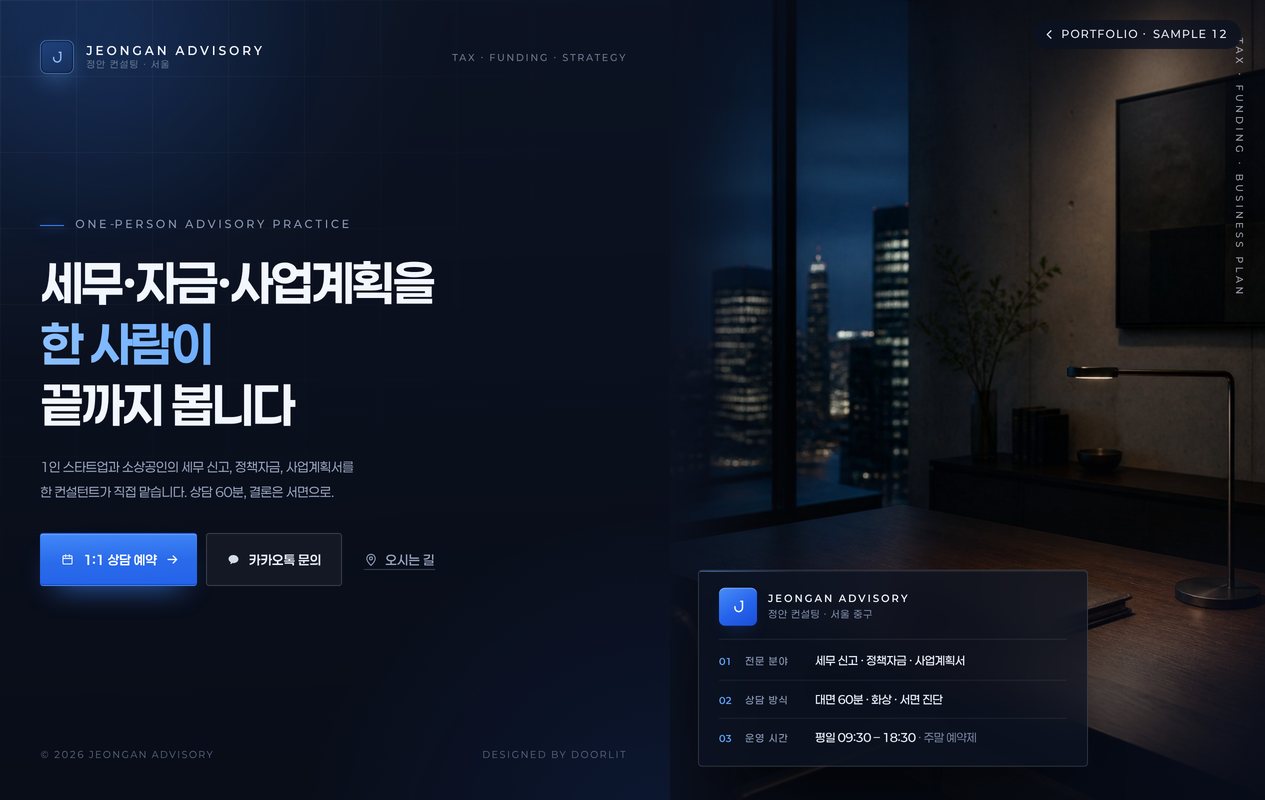 J
JEONGAN ADVISORY
정안 컨설팅 · 서울
TAX · FUNDING · STRATEGY
ONE-PERSON ADVISORY PRACTICE
세무·자금·사업계획을
한 사람이
끝까지 봅니다
1인 스타트업과 소상공인의 세무 신고, 정책자금, 사업계획서를
한 컨설턴트가 직접 맡습니다. 상담 60분, 결론은 서면으로.
1:1 상담 예약 →
카카오톡 문의
오시는 길
© 2026 JEONGAN ADVISORY
DESIGNED BY DOORLIT
PORTFOLIO · SAMPLE 12
TAX · FUNDING · BUSINESS PLAN
J
JEONGAN ADVISORY
정안 컨설팅 · 서울 중구
01 전문 분야 세무 신고 · 정책자금 · 사업계획서
02 상담 방식 대면 60분 · 화상 · 서면 진단
03 운영 시간 평일 09:30 – 18:30 · 주말 예약제